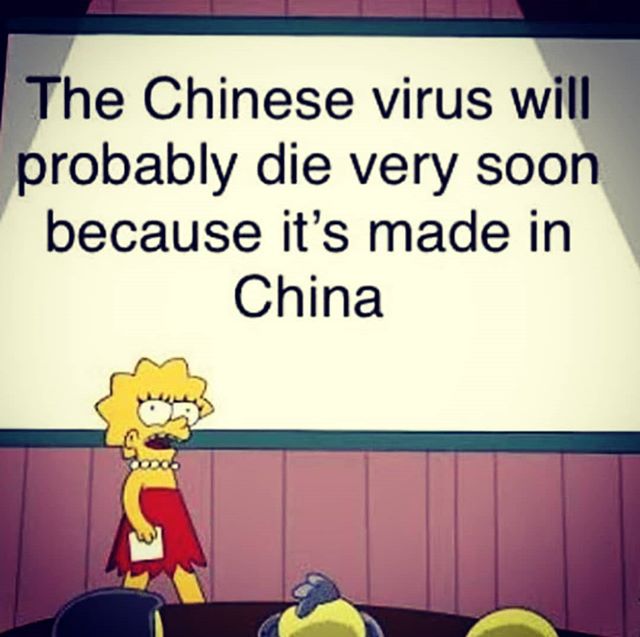 The Chinese virus will
probably die very soon
because it's made in
China